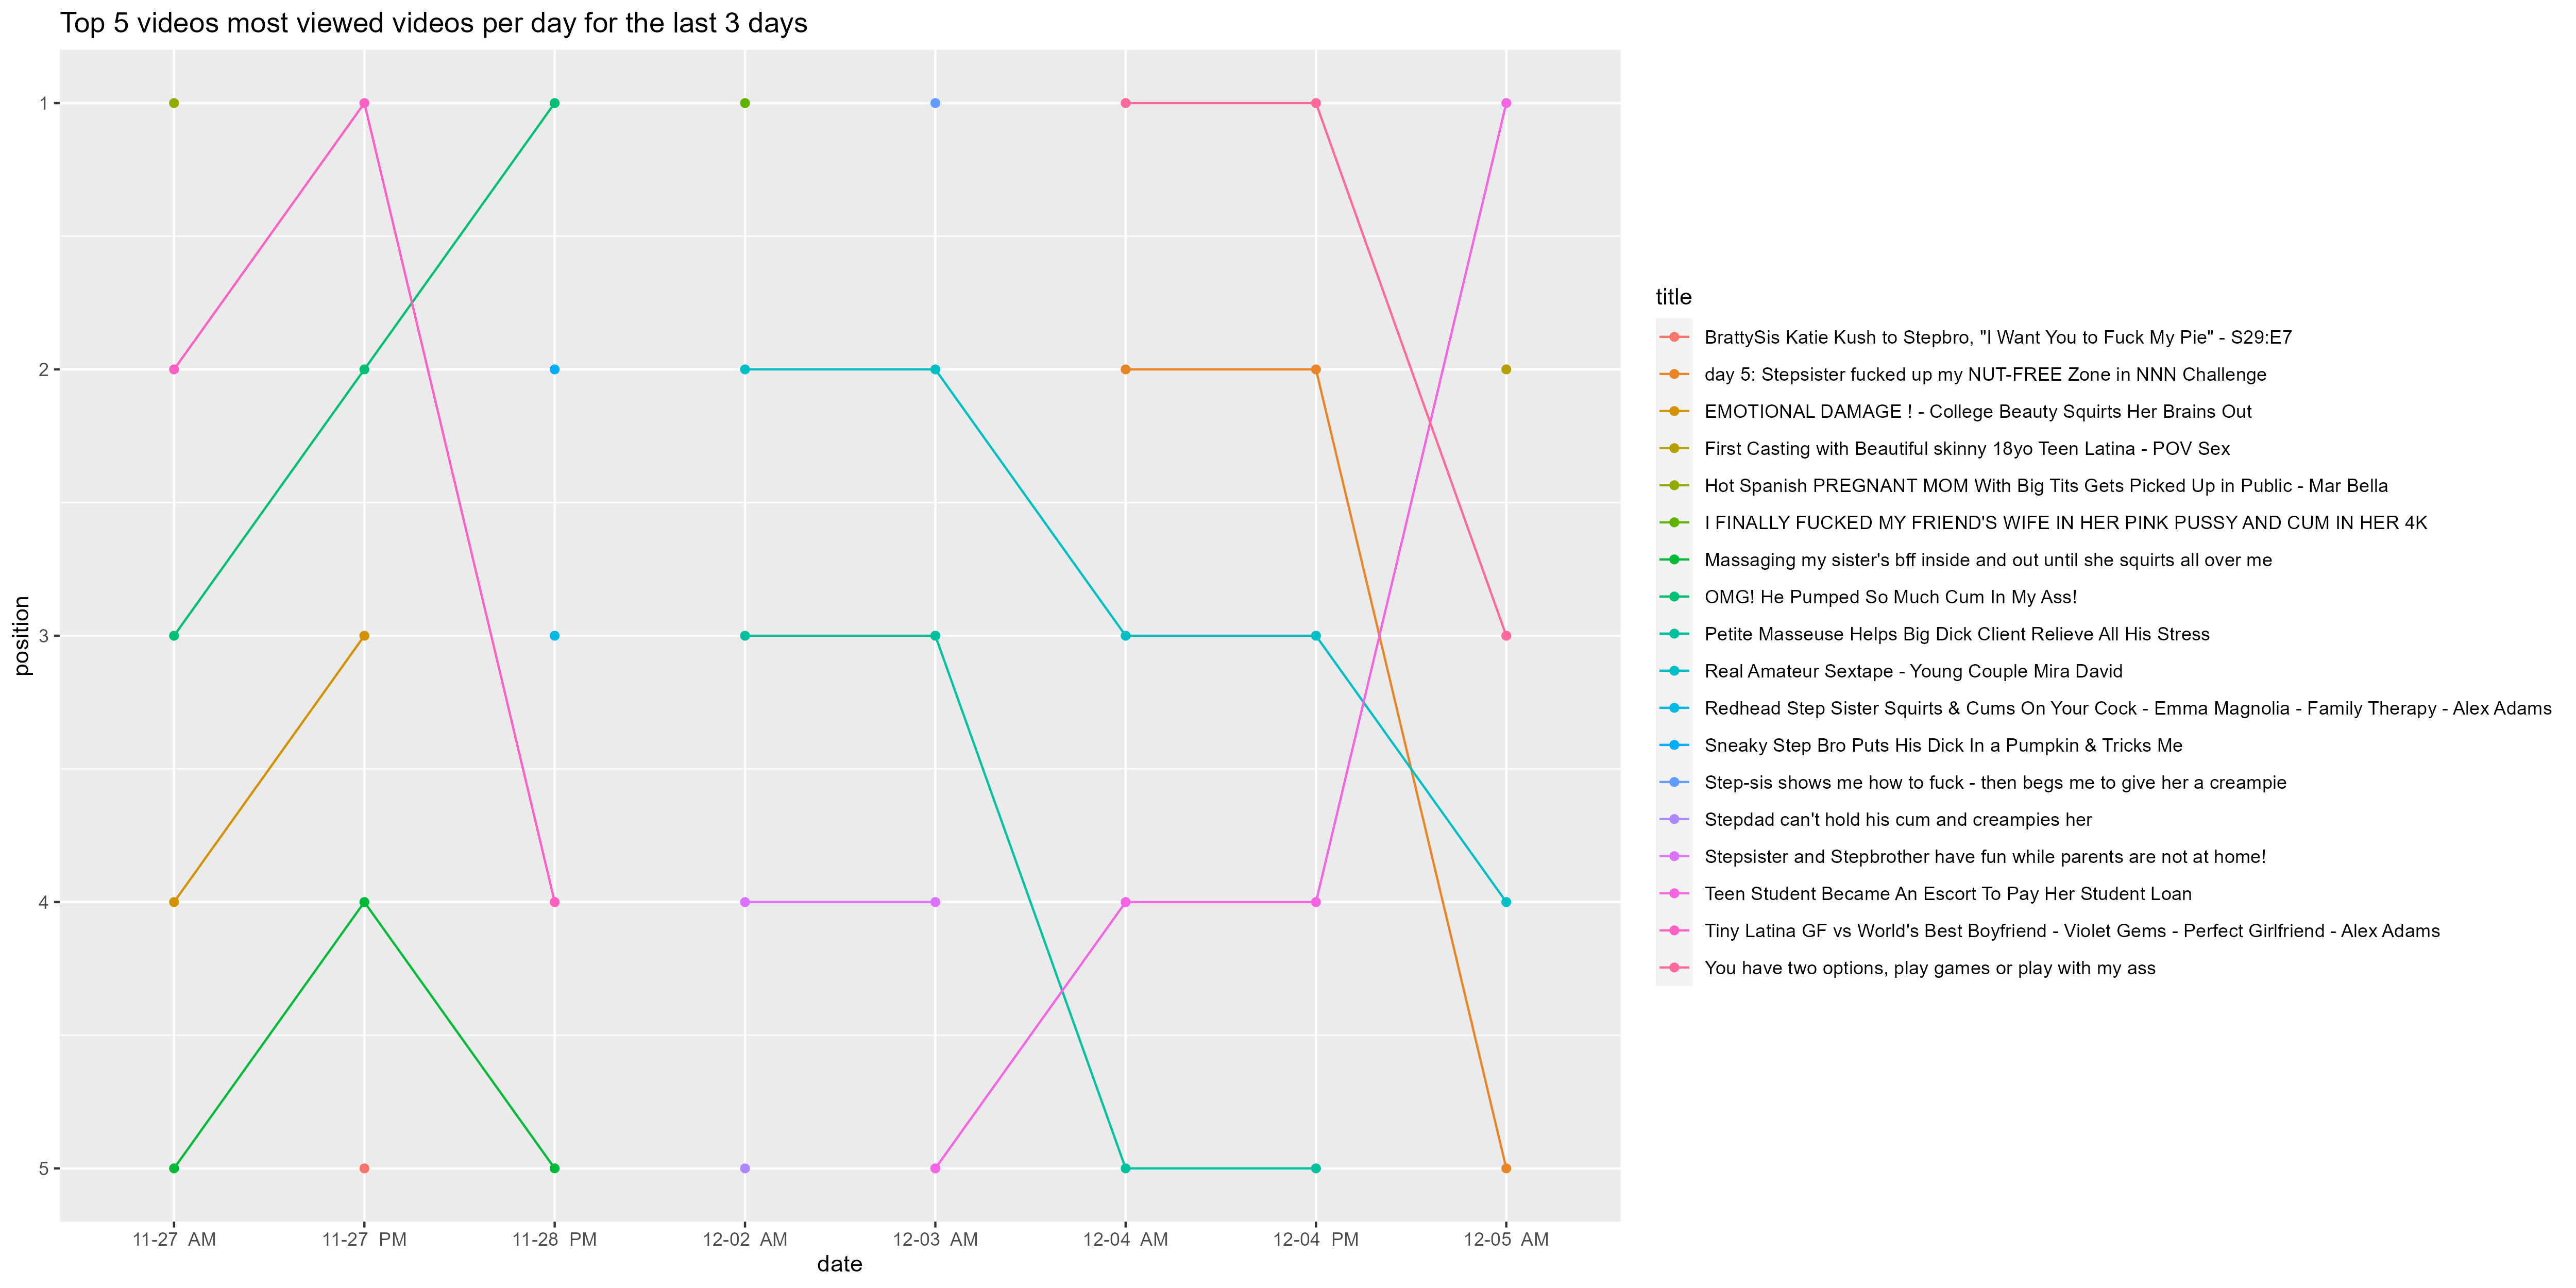 Top 5 videos most viewed videos per day for the last 3 days
1
2
3
4
5
position
11-27 AM
11-27 PM
11-28 PM
12-02 AM
12-03 AM
12-04 AM
12-04 PM
12-05 AM
date
title
BrattySis Katie Kush to Stepbro, "I Want You to Fuck My Pie" - S29:E7
day 5: Stepsister fucked up my NUT-FREE Zone in NNN Challenge
EMOTIONAL DAMAGE ! - College Beauty Squirts Her Brains Out
First Casting with Beautiful skinny 18yo Teen Latina - POV Sex
Hot Spanish PREGNANT MOM With Big Tits Gets Picked Up in Public - Mar Bella
I FINALLY FUCKED MY FRIEND'S WIFE IN HER PINK PUSSY AND CUM IN HER 4K
Massaging my sister's bff inside and out until she squirts all over me
OMG! He Pumped So Much Cum In My Ass!
Petite Masseuse Helps Big Dick Client Relieve All His Stress
Real Amateur Sextape - Young Couple Mira David
Redhead Step Sister Squirts & Cums On Your Cock - Emma Magnolia - Family Therapy - Alex Adams
Sneaky Step Bro Puts His Dick In a Pumpkin & Tricks Me
Step-sis shows me how to fuck - then begs me to give her a creampie
Stepdad can't hold his cum and creampies her
Stepsister and Stepbrother have fun while parents are not at home!
Teen Student Became An Escort To Pay Her Student Loan
Tiny Latina GF vs World's Best Boyfriend - Violet Gems - Perfect Girlfriend - Alex Adams
You have two options, play games or play with my ass